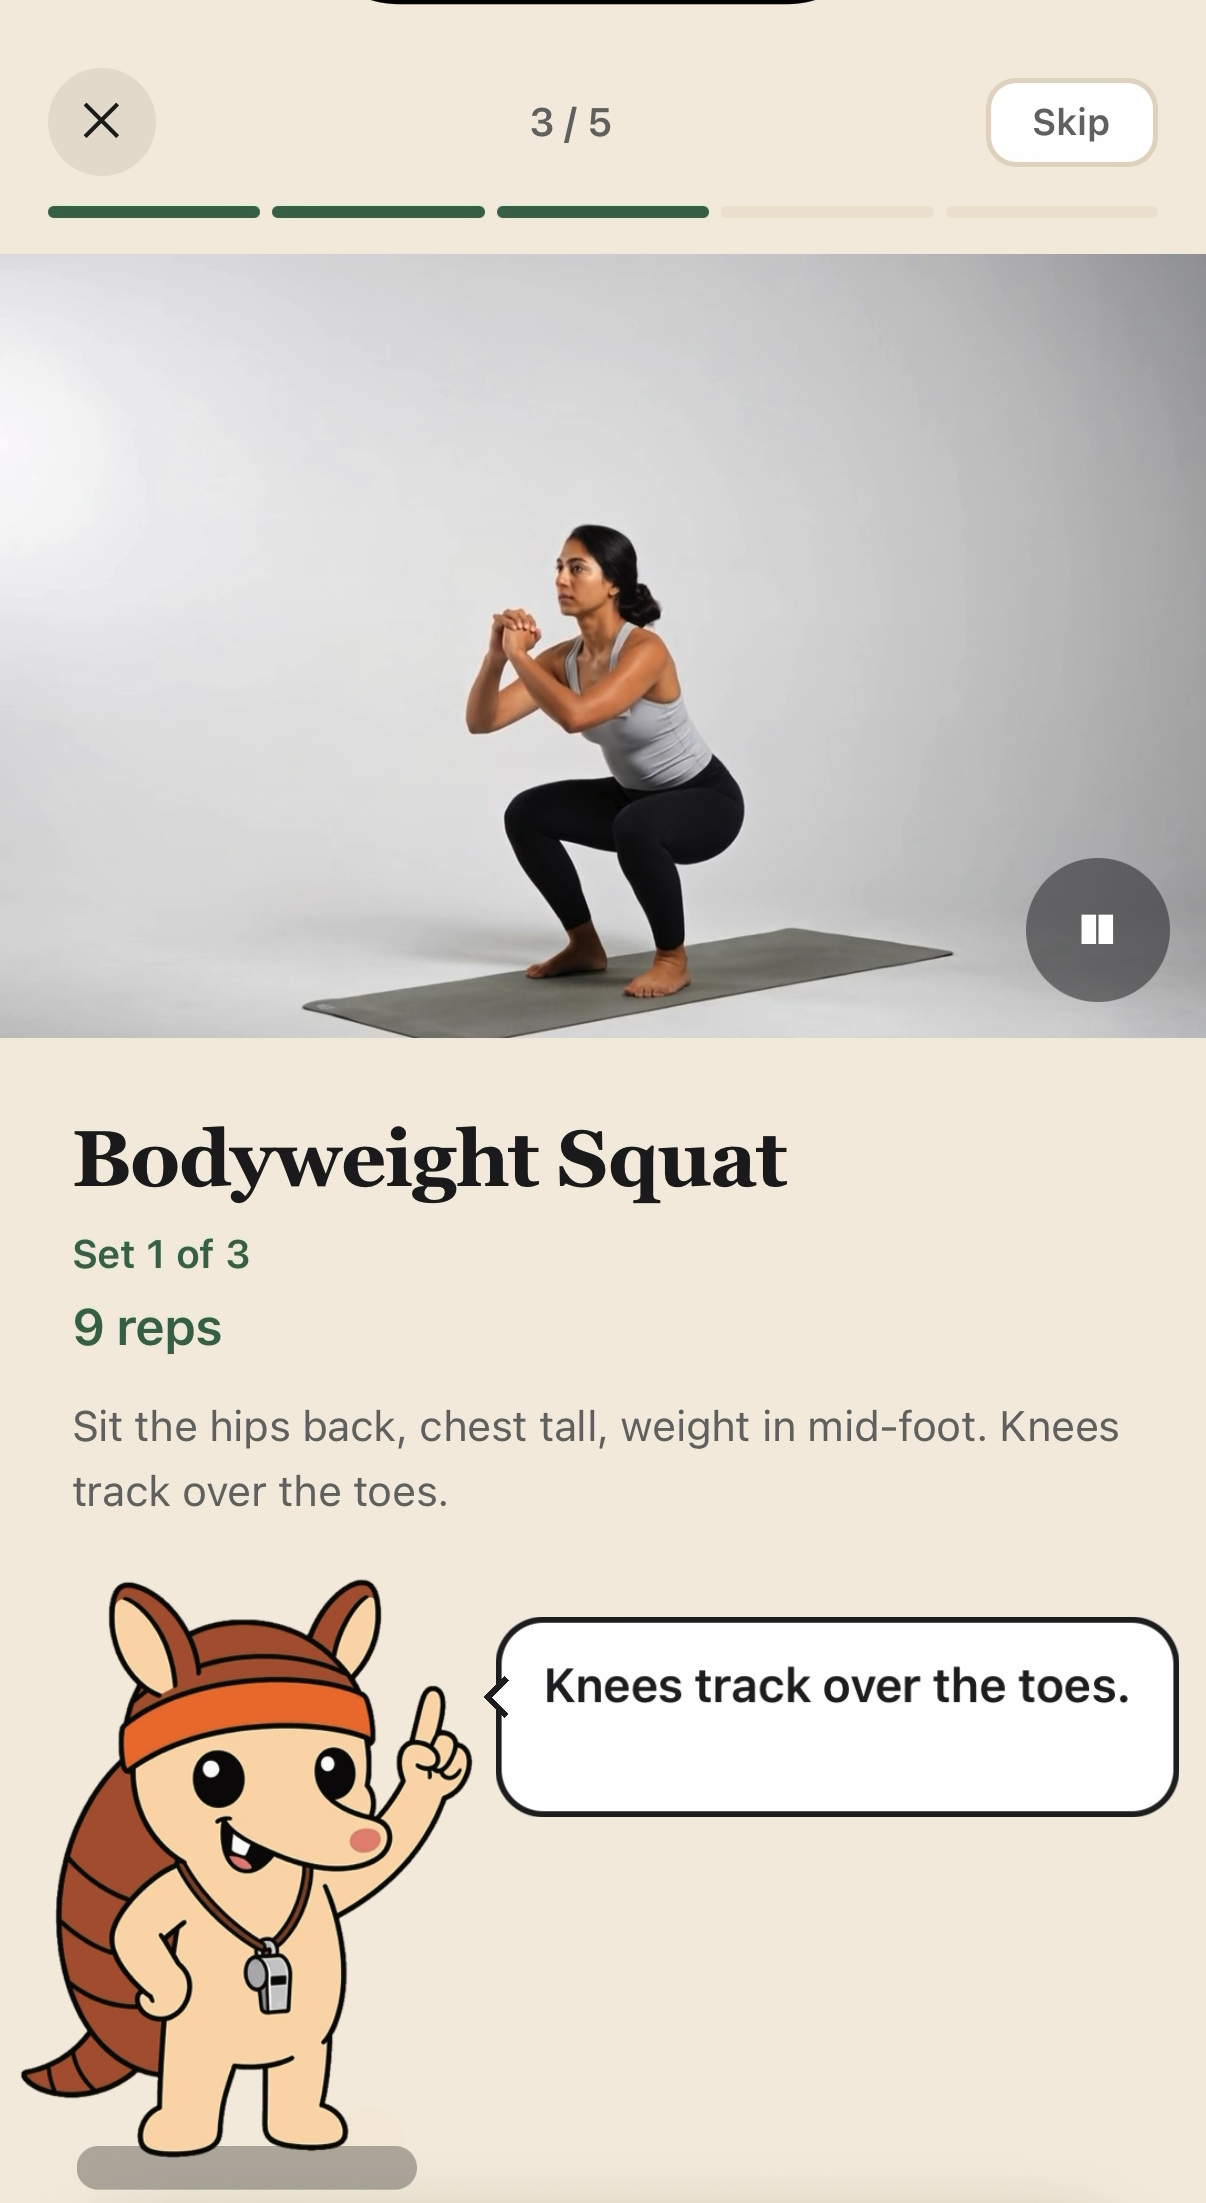 3 / 5
Skip
Bodyweight Squat
Set 1 of 3
9 reps
Sit the hips back, chest tall, weight in mid-foot. Knees
track over the toes.
Knees track over the toes.